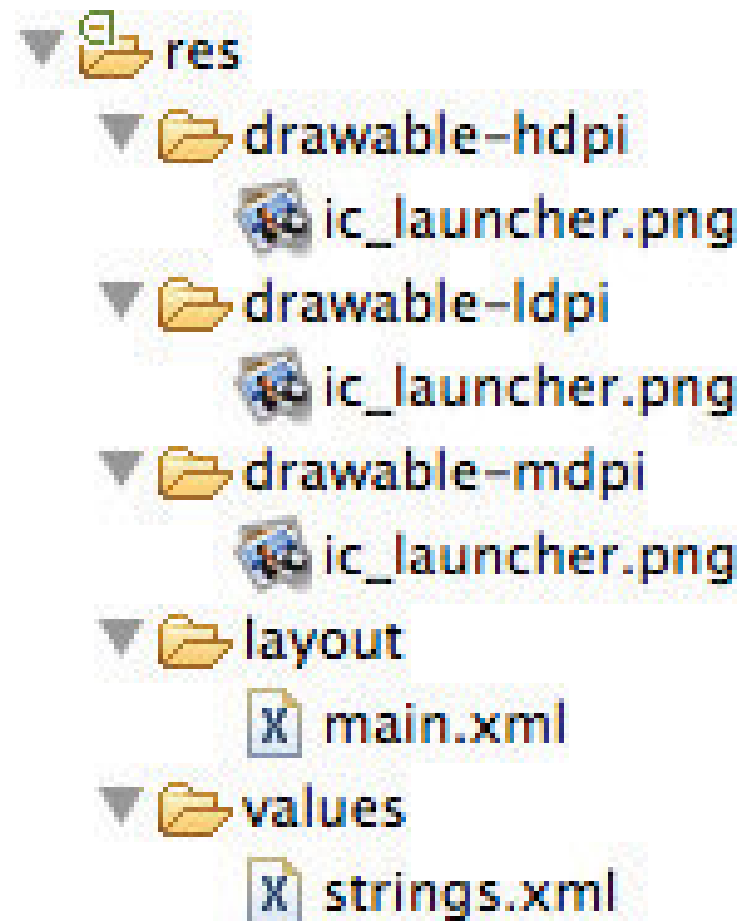 res
drawable-hdpi
ic_launcher.png
drawable-ldpi
ic_launcher.png
drawable-mdpi
ic_launcher.png
layout
main.xml
values
strings.xml